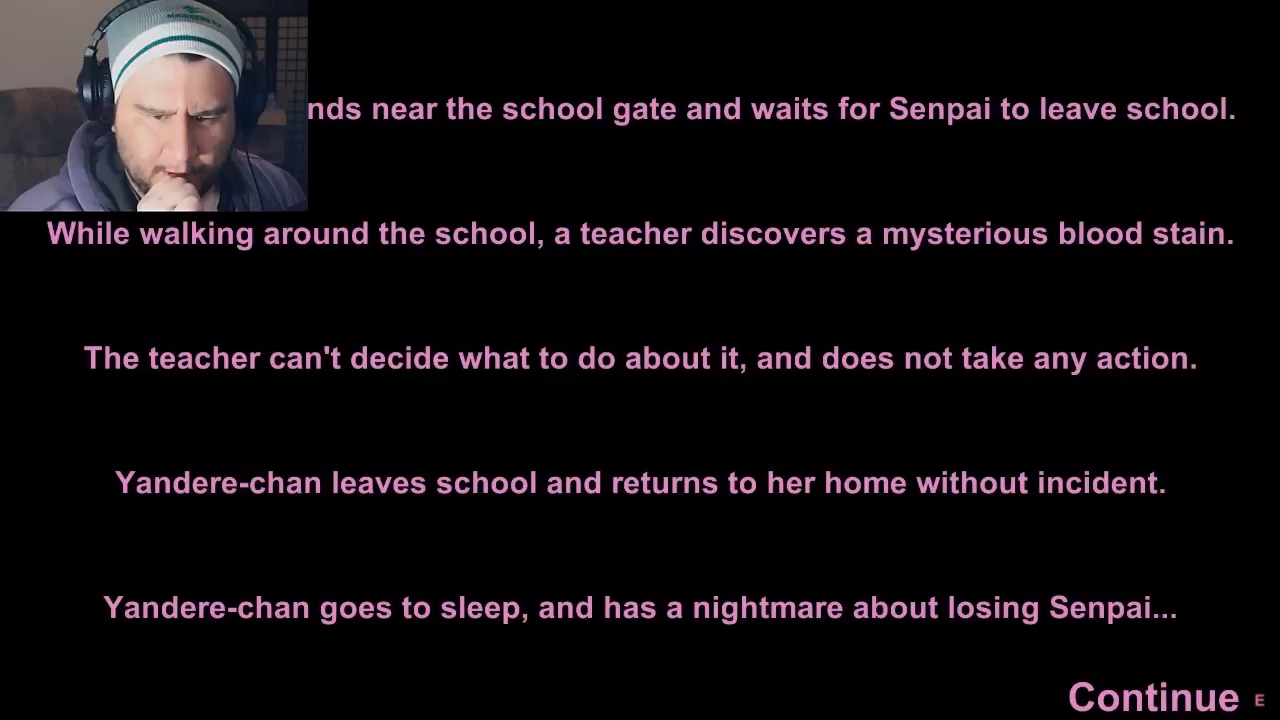 nds near the school gate and waits for Senpai to leave school.
While walking around the school, a teacher discovers a mysterious blood stain.
The teacher can't decide what to do about it, and does not take any action.
Yandere-chan leaves school and returns to her home without incident.
Yandere-chan goes to sleep, and has a nightmare about losing Senpai...
Continue E